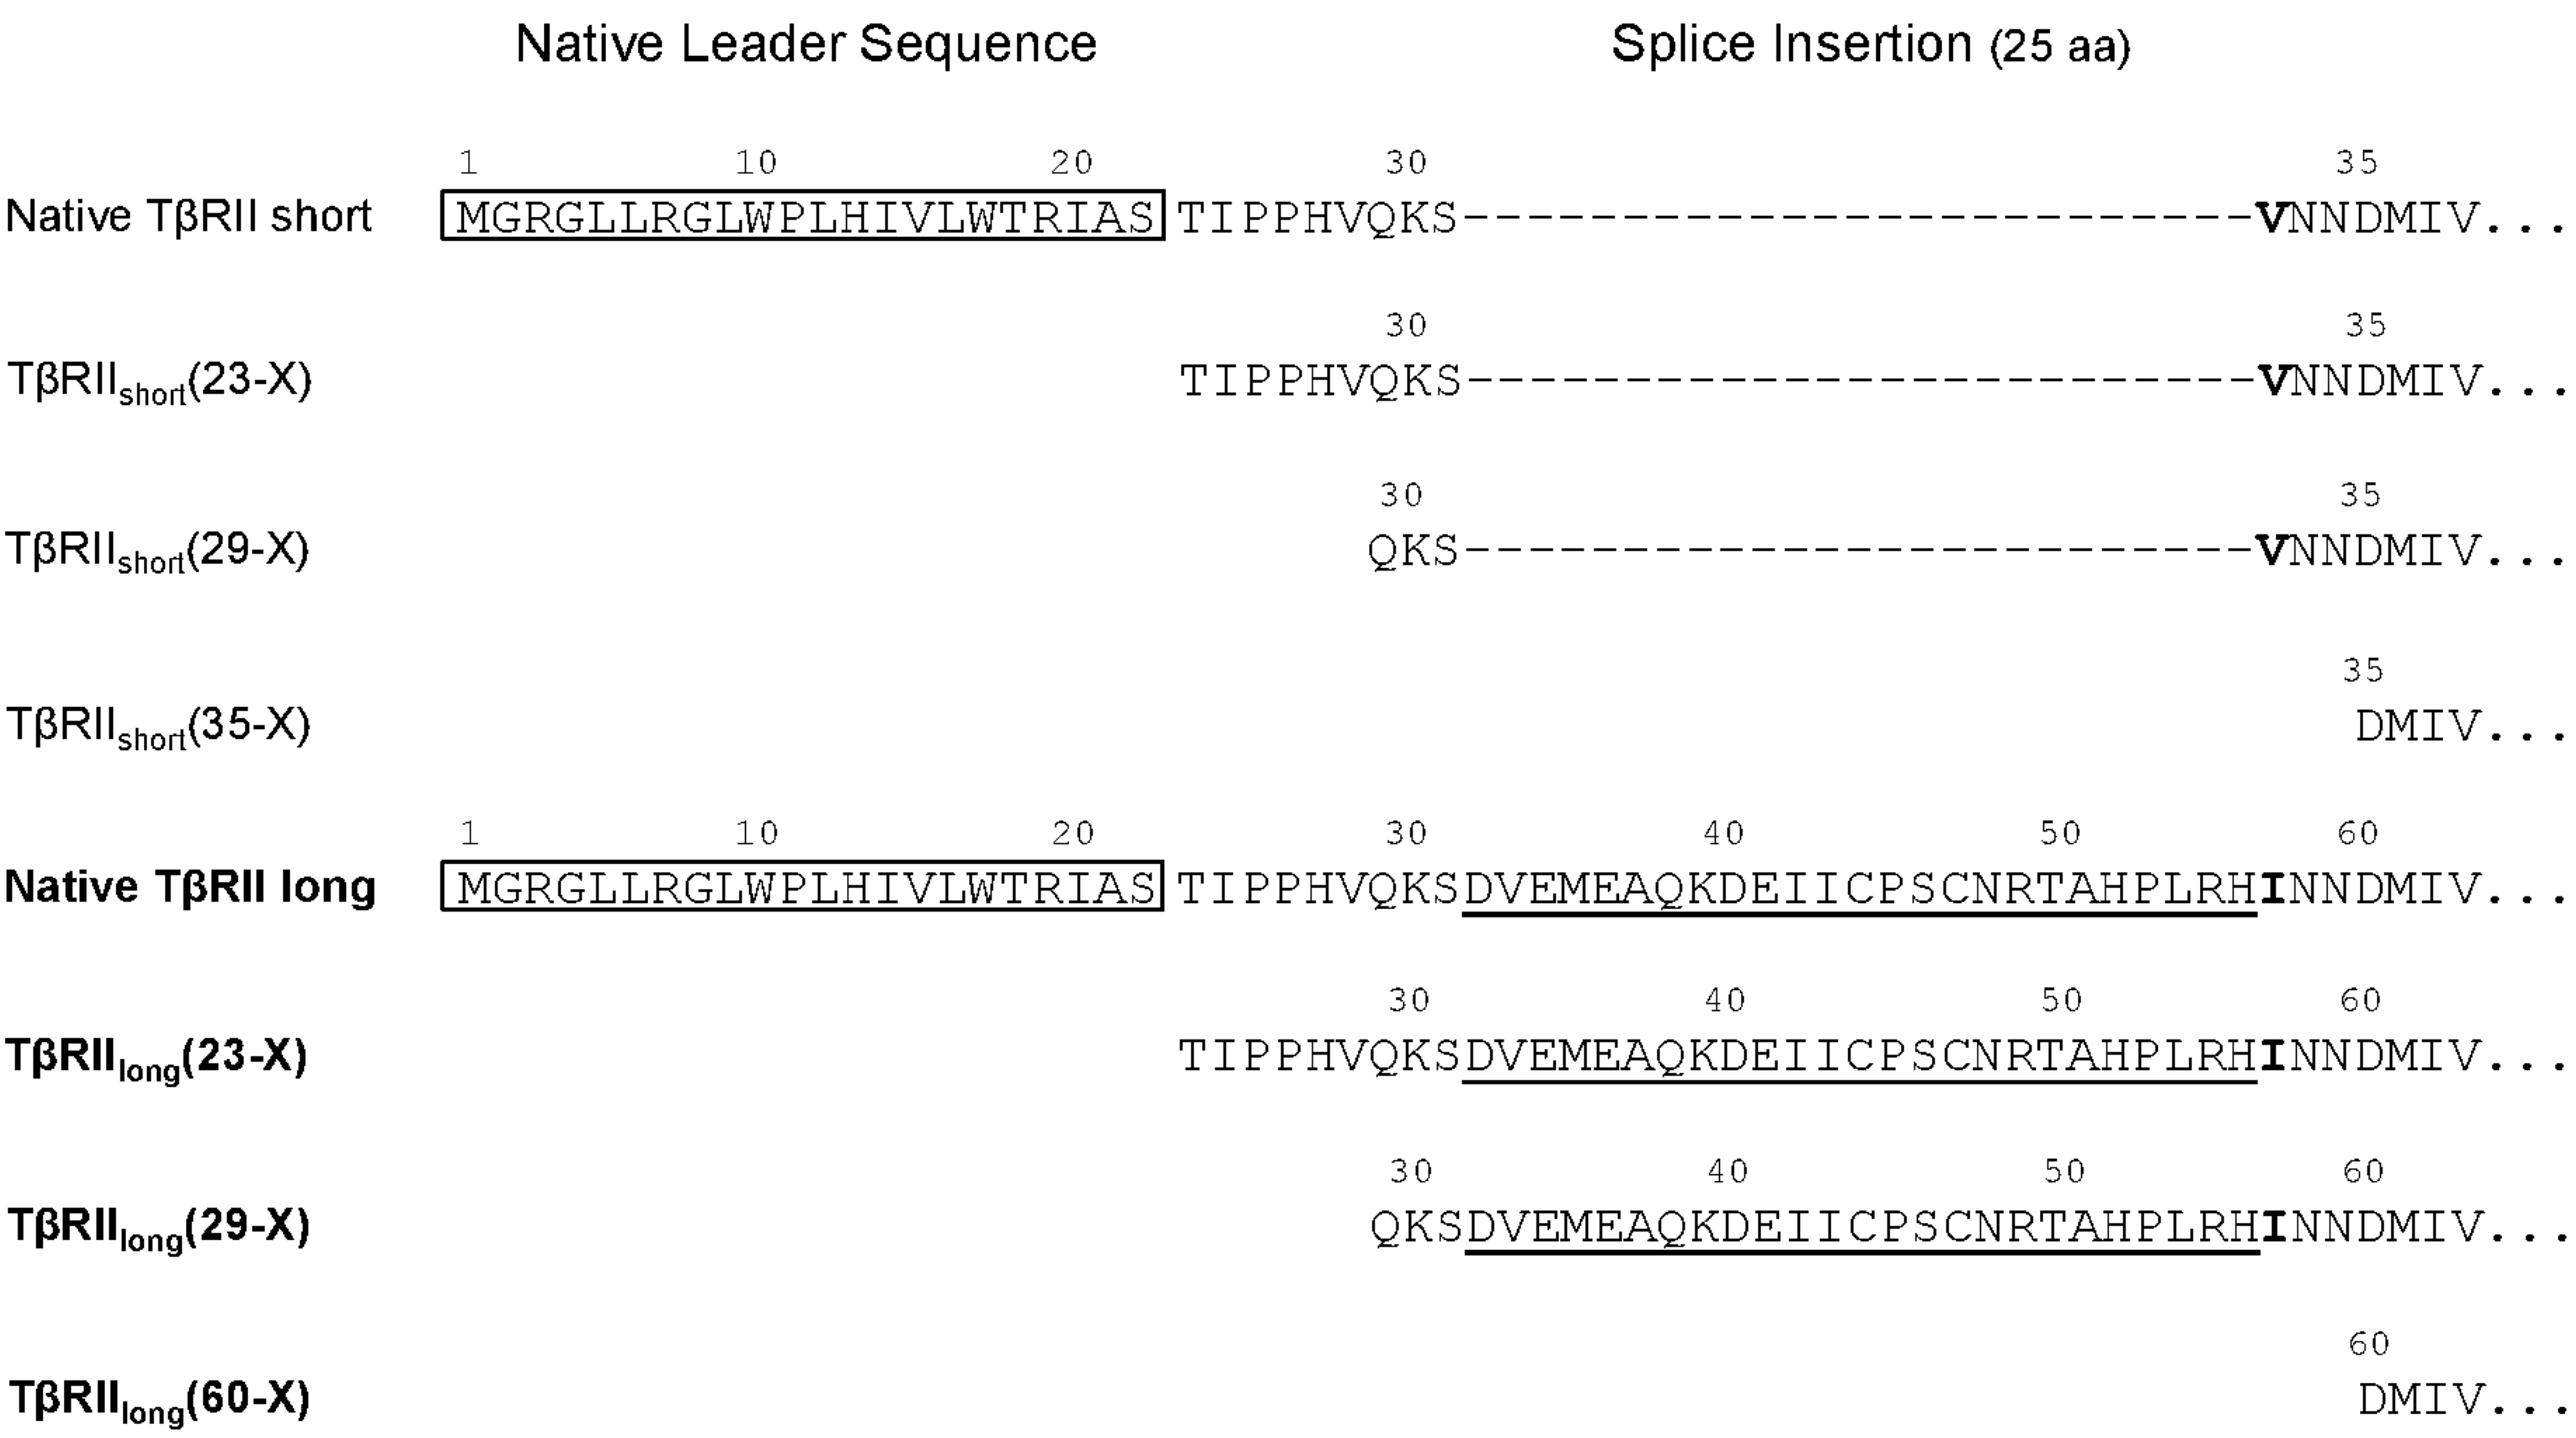 Native Leader Sequence Splice Insertion (25 aa)
1 10 20 30 35
Native TβRII short MGRGLLRGLWPLHIVLWTRIAS TIPPHVQKS-------------------------VNNDMIV...
30 35
TβRIIshort(23-X) TIPPHVQKS-------------------------VNNDMIV...
30 35
TβRIIshort(29-X) QKS-------------------------VNNDMIV...
35
TβRIIshort(35-X) DMIV...
1 10 20 30 40 50 60
Native TβRII long MGRGLLRGLWPLHIVLWTRIAS TIPPHVQKSDVEMEAQKDEIICPSCNRTAHPLRHINNDMIV...
30 40 50 60
TβRIIlong(23-X) TIPPHVQKSDVEMEAQKDEIICPSCNRTAHPLRHINNDMIV...
30 40 50 60
TβRIIlong(29-X) QKSDVEMEAQKDEIICPSCNRTAHPLRHINNDMIV...
60
TβRIIlong(60-X) DMIV...